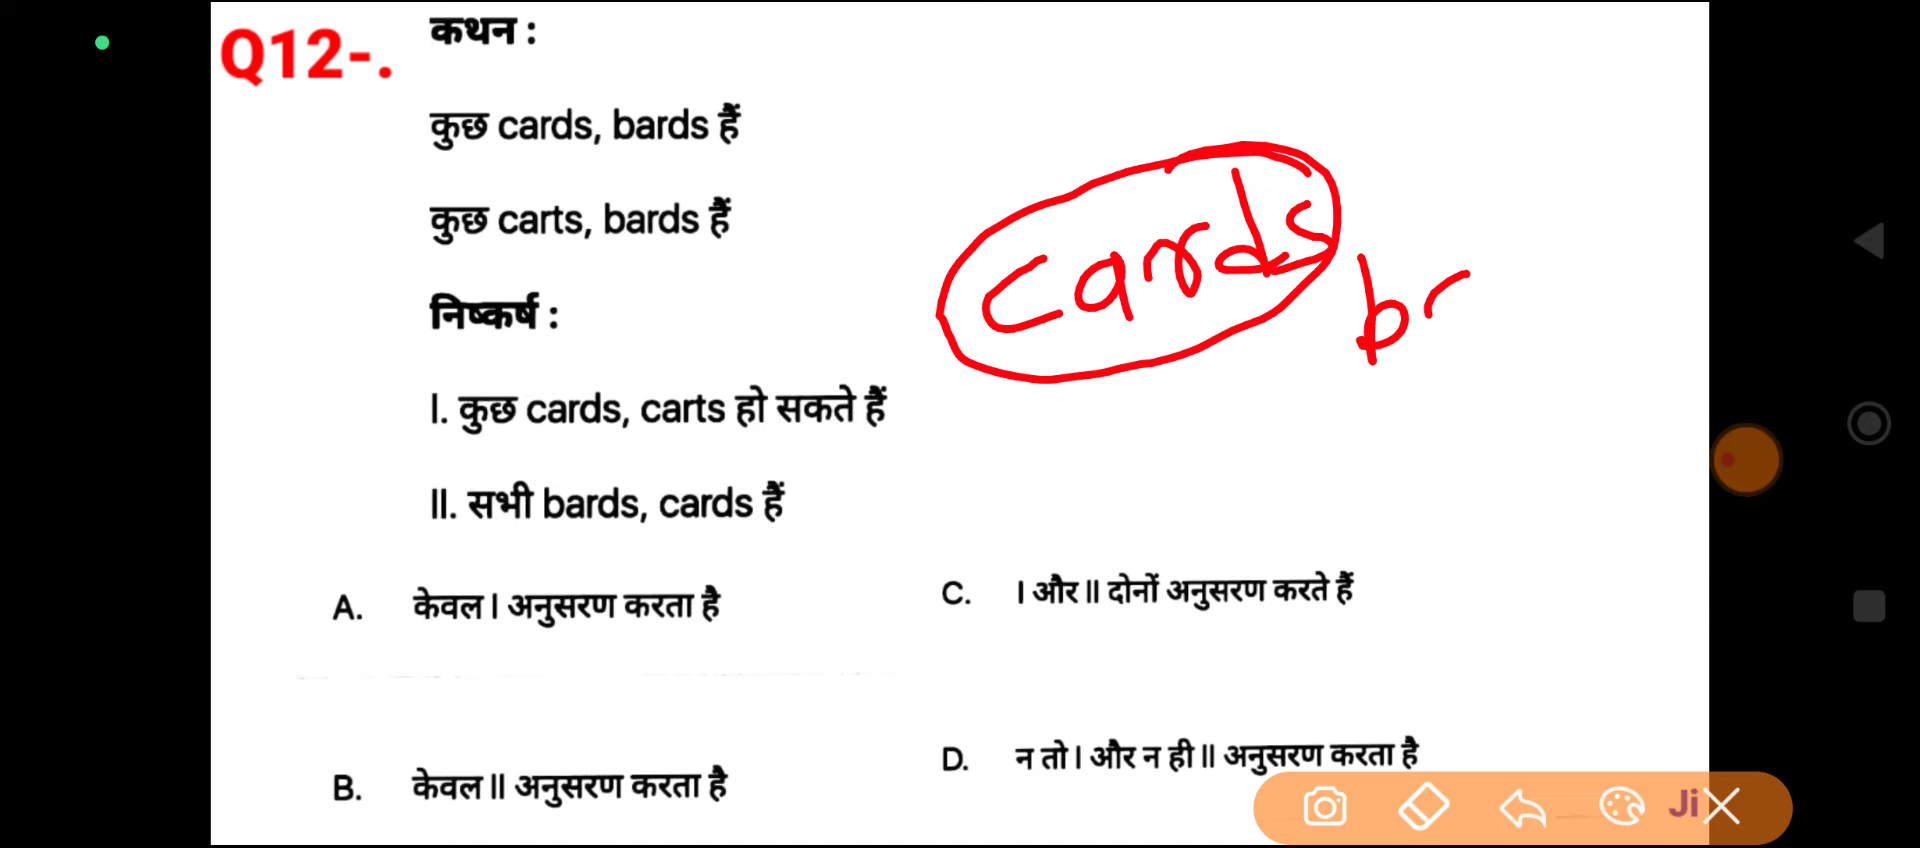 Q12-.
कथन :
कुछ cards, bards हैं
कुछ carts, bards हैं
निष्कर्ष :
I. कुछ cards, carts हो सकते हैं
II. सभी bards, cards हैं
cards
br
A. केवल I अनुसरण करता है
C. I और II दोनों अनुसरण करते हैं
B. केवल II अनुसरण करता है
D. न तो I और न ही II अनुसरण करता है
Ji